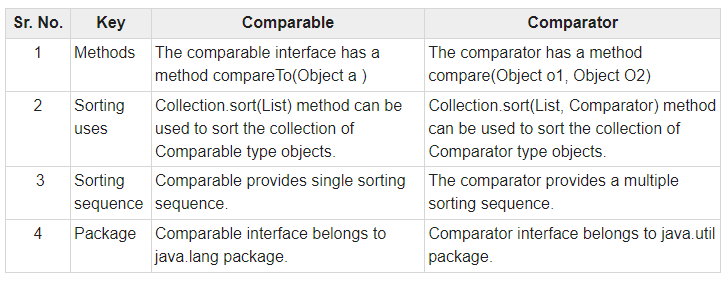 Sr. No. Key Comparable Comparator
1 Methods The comparable interface has a The comparator has a method
method compareTo(Object a ) compare(Object o1, Object O2)
2 Sorting Collection.sort(List) method can be Collection.sort(List, Comparator) method
uses used to sort the collection of can be used to sort the collection of
Comparable type objects. Comparator type objects.
3 Sorting Comparable provides single sorting The comparator provides a multiple
sequence sequence. sorting sequence.
4 Package Comparable interface belongs to Comparator interface belongs to java.util
java.lang package. package.